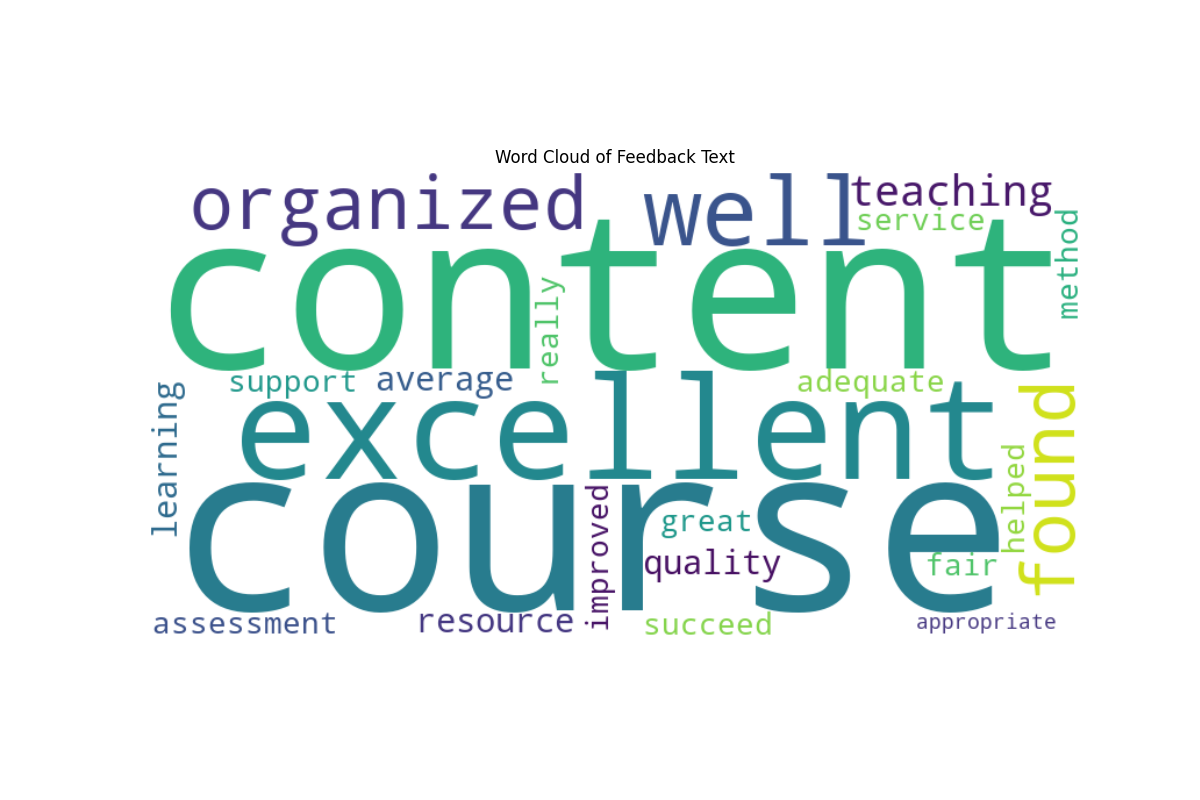 Word Cloud of Feedback Text
organized
well
teaching
service
method
content
really
support
average
adequate
learning
excellent
found
helped
course
improved
great
quality
fair
assessment
resource
succeed
appropriate